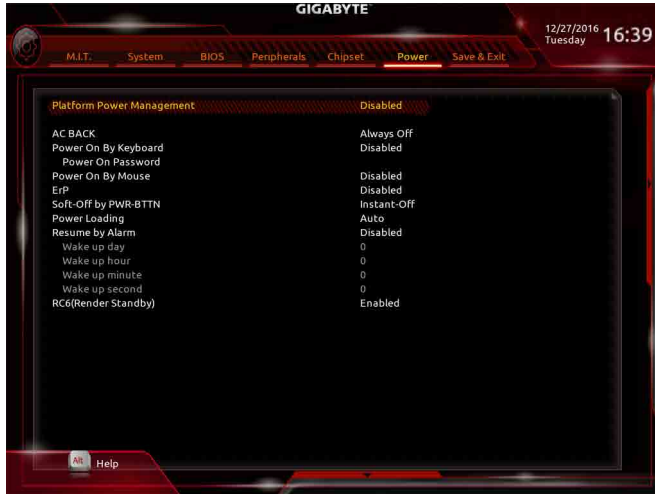 GIGABYTE
12/27/2016 16:39
Tuesday
M.I.T. System BIOS Peripherals Chipset Power Save & Exit
Platform Power Management Disabled
AC BACK Always Off
Power On By Keyboard Disabled
Power On Password
Power On By Mouse Disabled
ErP Disabled
Soft-Off by PWR-BTTN Instant-Off
Power Loading Auto
Resume by Alarm Disabled
Wake up day 0
Wake up hour 0
Wake up minute 0
Wake up second 0
RC6(Render Standby) Enabled
Alt Help